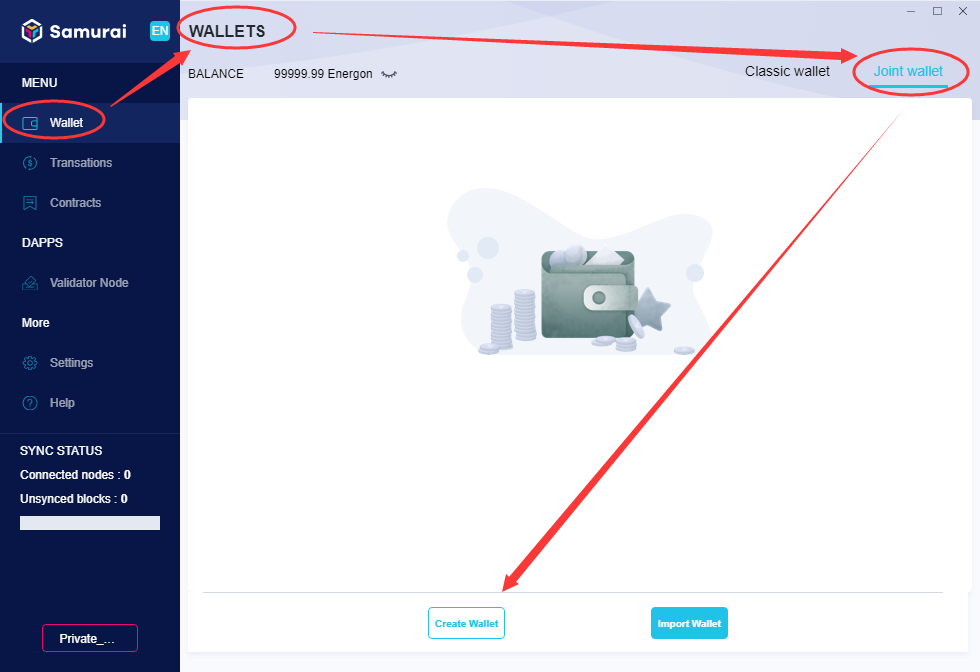 Samurai
EN
MENU
Wallet
Transations
Contracts
DAPPS
Validator Node
More
Settings
Help
SYNC STATUS
Connected nodes : 0
Unsynced blocks : 0
Private_...
WALLETS
BALANCE 99999.99 Energon
Classic wallet Joint wallet
Create Wallet Import Wallet